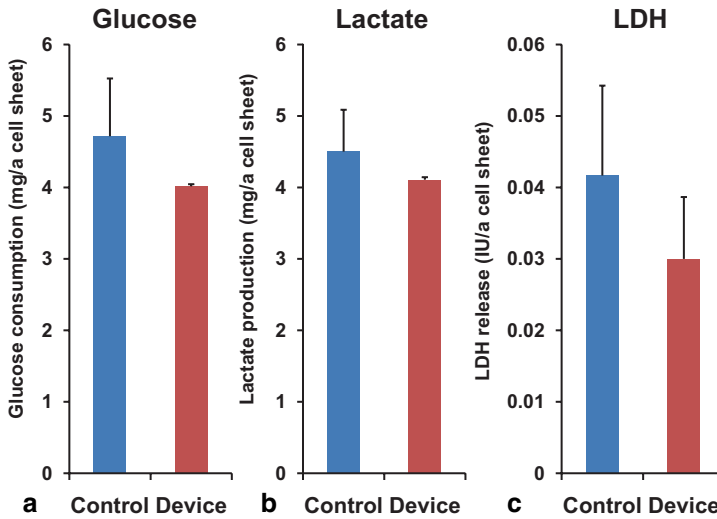 Glucose
Glucose consumption (mg/a cell sheet)
6
5
4
3
2
1
0
a
Control Device
Lactate
Lactate production (mg/a cell sheet)
6
5
4
3
2
1
0
b
Control Device
LDH
LDH release (IU/a cell sheet)
0.06
0.05
0.04
0.03
0.02
0.01
0
c
Control Device